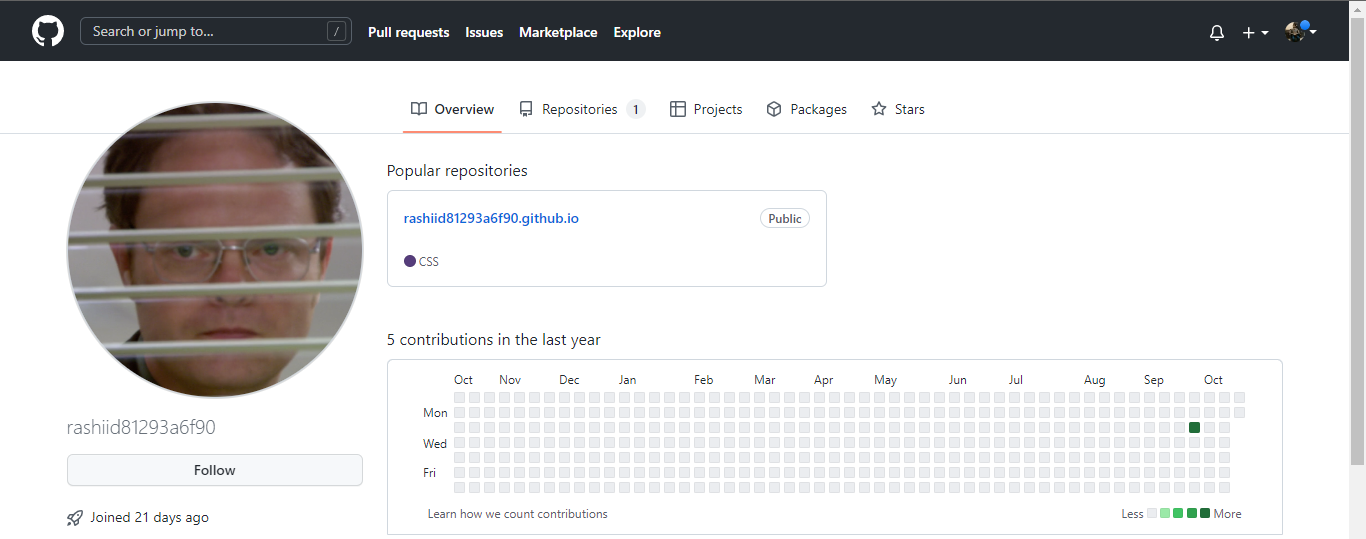 Search or jump to... / Pull requests Issues Marketplace Explore
Overview Repositories 1 Projects Packages Stars
Popular repositories
rashiid81293a6f90.github.io Public
CSS
5 contributions in the last year
Oct Nov Dec Jan Feb Mar Apr May Jun Jul Aug Sep Oct
Mon
Wed
Fri
Learn how we count contributions Less More
rashiid81293a6f90
Follow
Joined 21 days ago